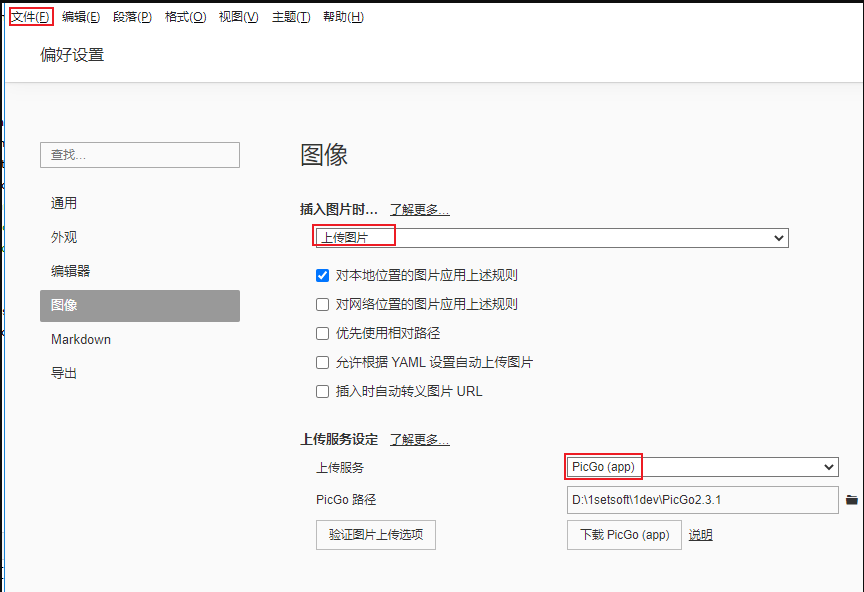 文件(F) 编辑(E) 段落(P) 格式(O) 视图(V) 主题(T) 帮助(H)
偏好设置
查找...
通用
外观
编辑器
图像
Markdown
导出
图像
插入图片时... 了解更多...
上传图片
对本地位置的图片应用上述规则
对网络位置的图片应用上述规则
优先使用相对路径
允许根据 YAML 设置自动上传图片
插入时自动转义图片 URL
上传服务设定 了解更多...
上传服务 PicGo (app)
PicGo 路径 D:\1setsoft\1dev\PicGo2.3.1
验证图片上传选项 下载 PicGo (app) 说明